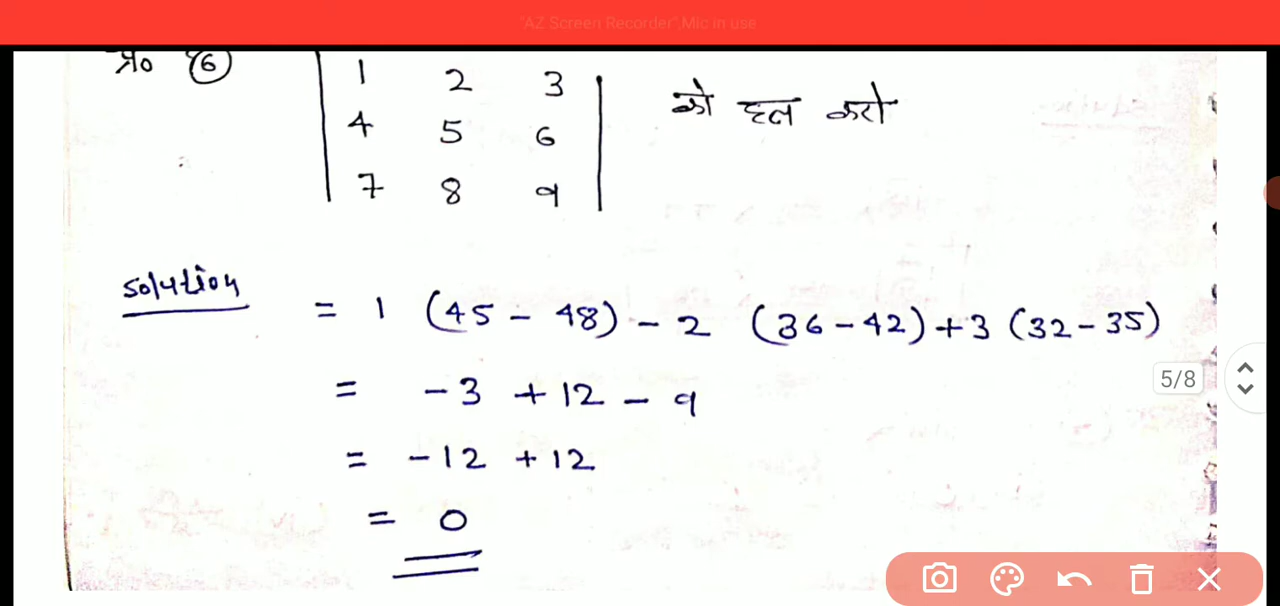 "AZ Screen Recorder",Mic in use
प्र० ⑥
1 2 3
4 5 6 को हल करो
7 8 9
Solution
= 1 (45 - 48) - 2 (36 - 42) + 3 (32 - 35)
= - 3 + 12 - 9
5/8
= -12 + 12
= 0